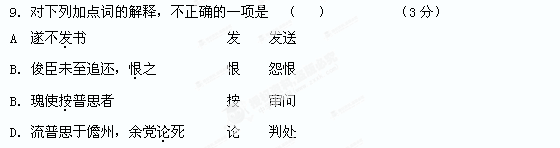 9. 对下列加点词的解释，不正确的一项是 （ ） （3 分）
A 遂不发书 发 发送
B. 俊臣未至追还，恨之 恨 怨恨
B. 瑰使按普思者 按 审问
D. 流普思于儋州，余党论死 论 判处